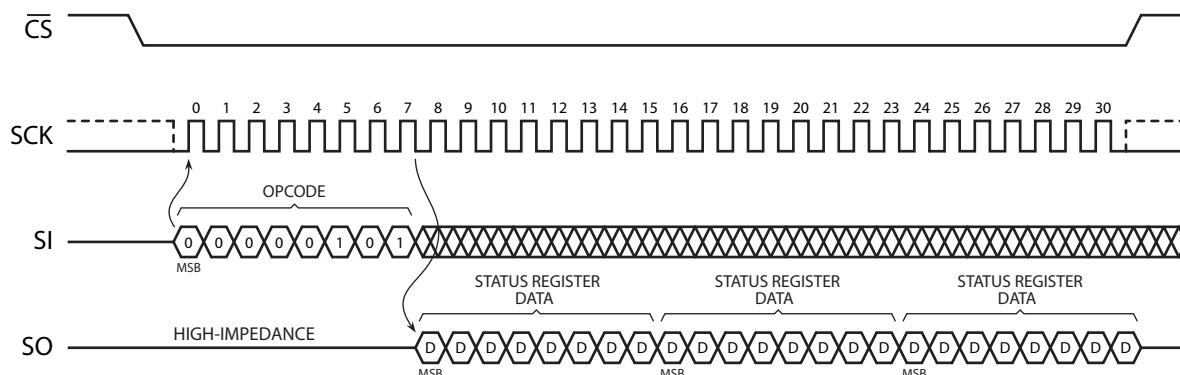 CS
0 1 2 3 4 5 6 7 8 9 10 11 12 13 14 15 16 17 18 19 20 21 22 23 24 25 26 27 28 29 30
SCK
OPCODE
SI
0 0 0 0 0 1 0 1
MSB
STATUS REGISTER
DATA
STATUS REGISTER
DATA
STATUS REGISTER
DATA
HIGH-IMPEDANCE
SO
D D D D D D D D D D D D D D D D D D D D D D D D
MSB MSB MSB